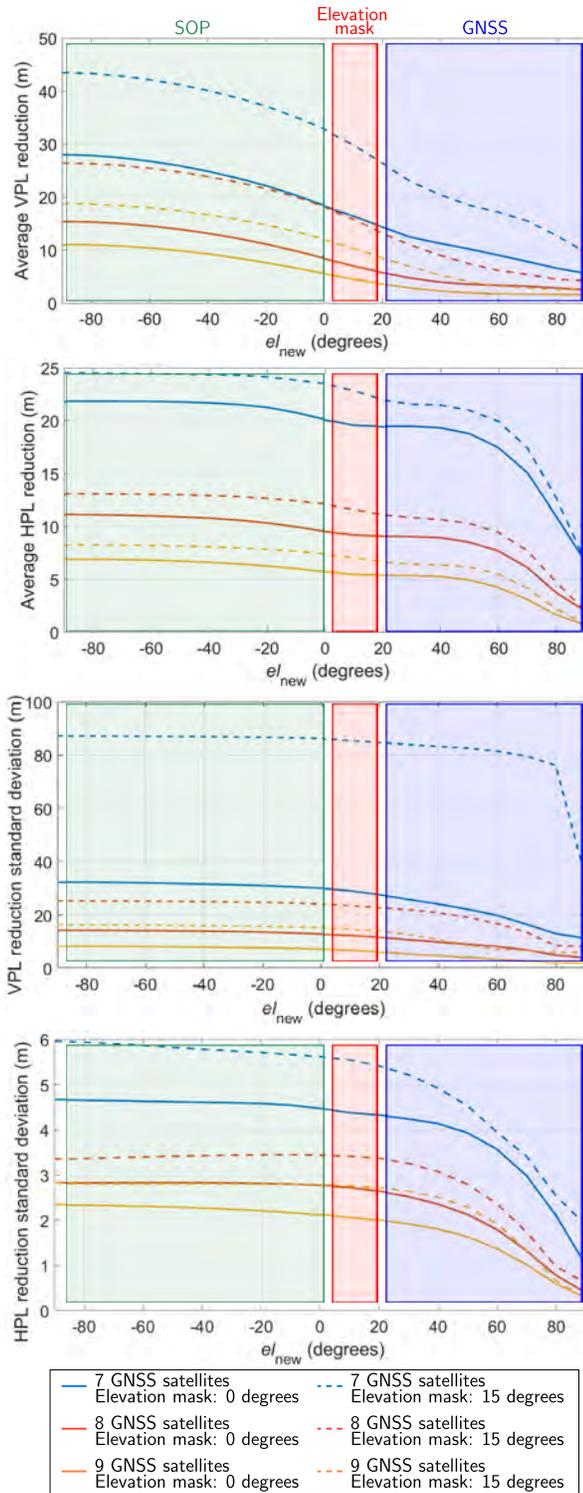 SOP
Elevation
mask
GNSS
Average VPL reduction (m)
50
40
30
20
10
0
-80 -60 -40 -20 0 20 40 60 80
el_new (degrees)
Average HPL reduction (m)
25
20
15
10
5
0
-80 -60 -40 -20 0 20 40 60 80
el_new (degrees)
VPL reduction standard deviation (m)
100
80
60
40
20
0
-80 -60 -40 -20 0 20 40 60 80
el_new (degrees)
HPL reduction standard deviation (m)
6
5
4
3
2
1
0
-80 -60 -40 -20 0 20 40 60 80
el_new (degrees)
7 GNSS satellites
Elevation mask: 0 degrees
7 GNSS satellites
Elevation mask: 15 degrees
8 GNSS satellites
Elevation mask: 0 degrees
8 GNSS satellites
Elevation mask: 15 degrees
9 GNSS satellites
Elevation mask: 0 degrees
9 GNSS satellites
Elevation mask: 15 degrees